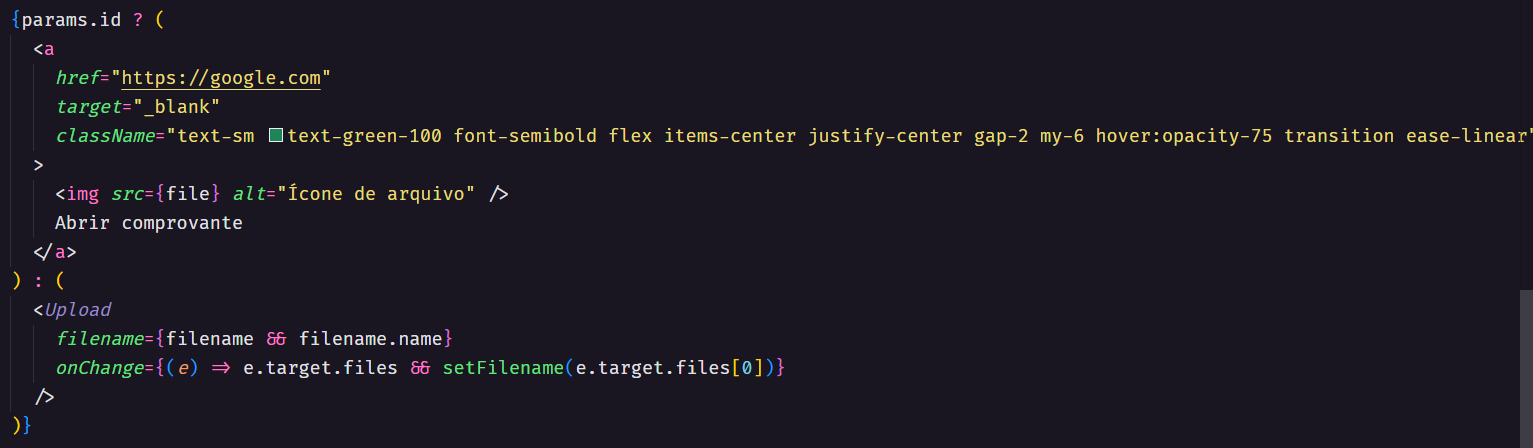 {params.id ? (
<a
href="https://google.com"
target="_blank"
className="text-sm text-green-100 font-semibold flex items-center justify-center gap-2 my-6 hover:opacity-75 transition ease-linear"
>
<img src={file} alt="Ícone de arquivo" />
Abrir comprovante
</a>
) : (
<Upload
filename={filename && filename.name}
onChange={(e) => e.target.files && setFilename(e.target.files[0])}
/>
)}